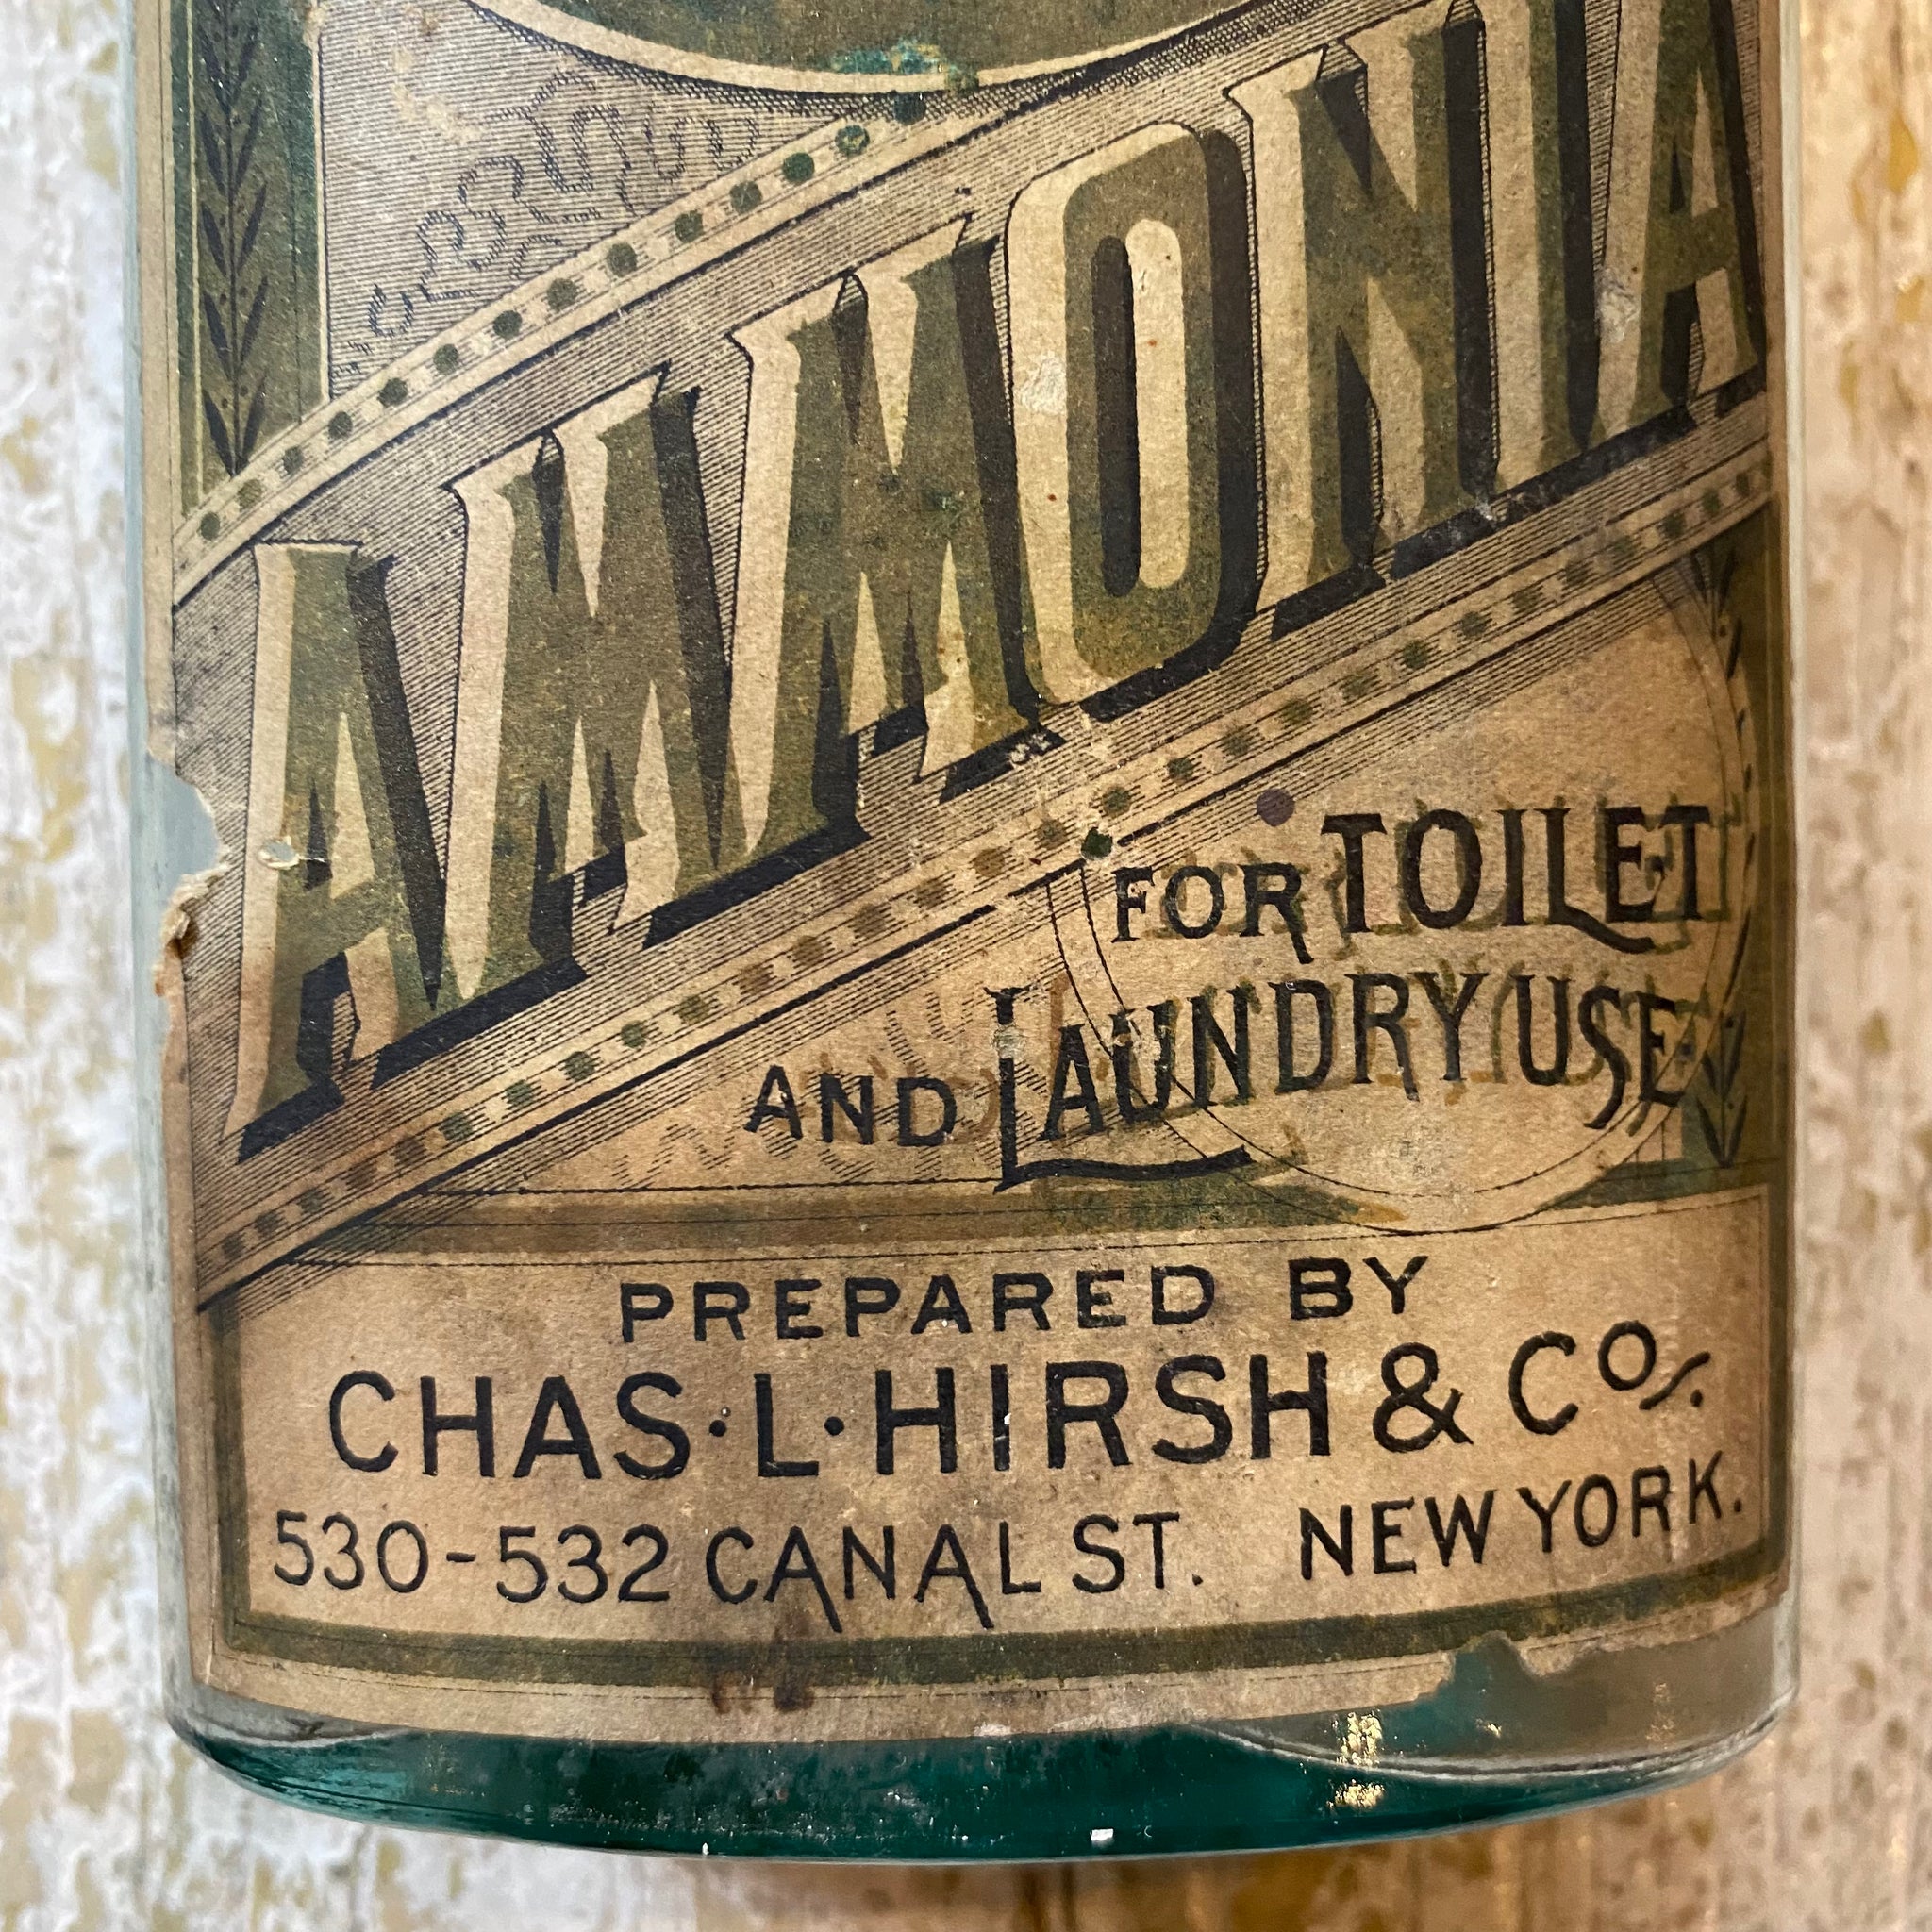 AMMONIA
FOR TOILET
AND LAUNDRY USE
PREPARED BY
CHAS·L·HIRSH & Co.
530-532 CANAL ST. NEW YORK.